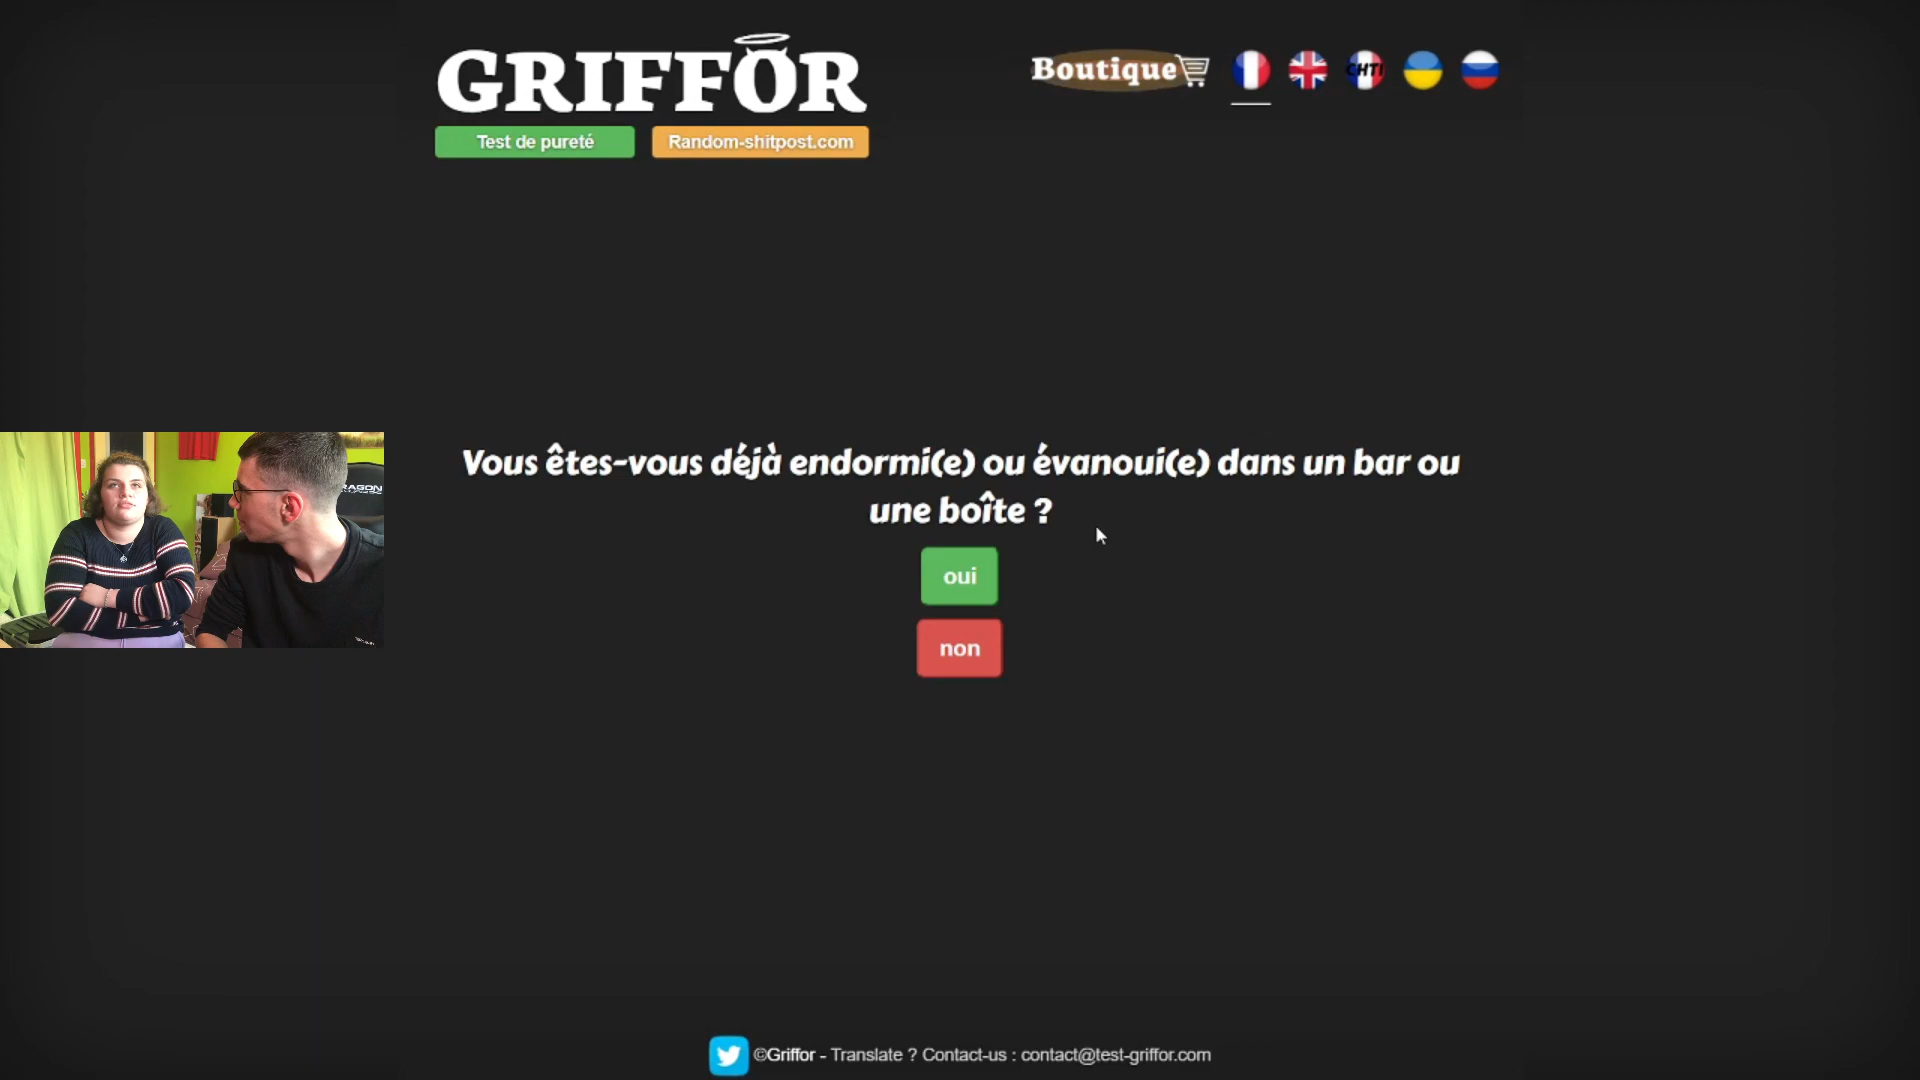 GRIFFOR
Boutique
CHTI
Test de pureté
Random-shitpost.com
Vous êtes-vous déjà endormi(e) ou évanoui(e) dans un bar ou
une boîte ?
oui
non
©Griffor - Translate ? Contact-us : contact@test-griffor.com